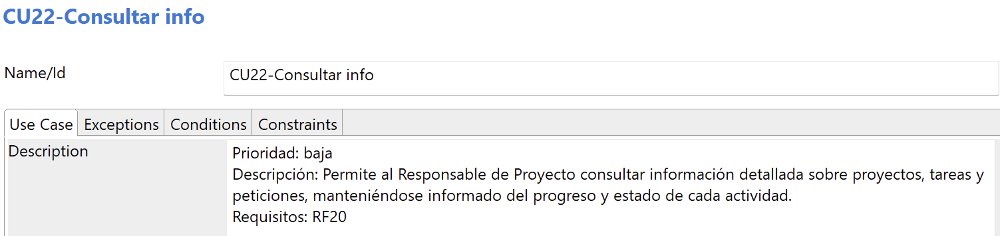 CU22-Consultar info
Name/Id
CU22-Consultar info
Use Case Exceptions Conditions Constraints
Description
Prioridad: baja
Descripción: Permite al Responsable de Proyecto consultar información detallada sobre proyectos, tareas y
peticiones, manteniéndose informado del progreso y estado de cada actividad.
Requisitos: RF20